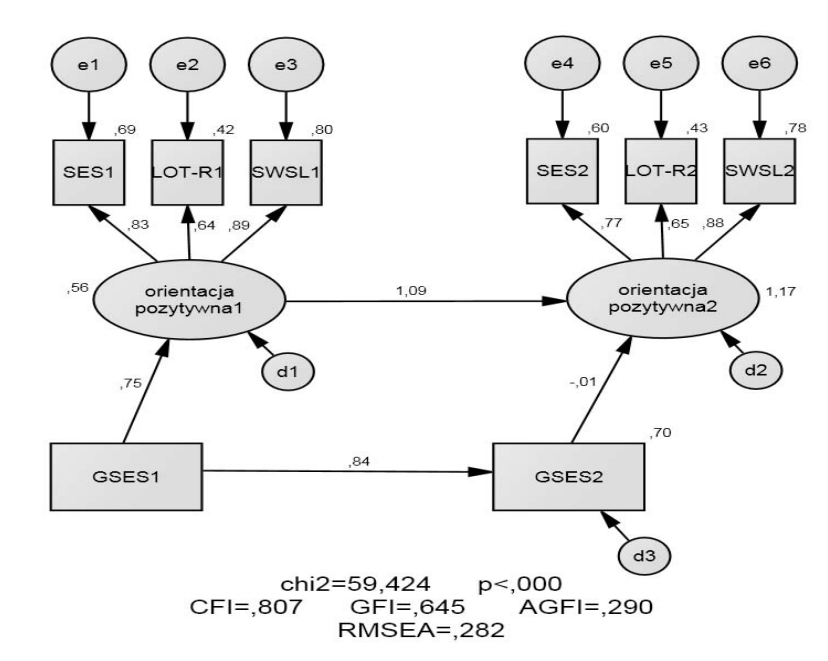 e1 e2 e3 e4 e5 e6
,69 ,42 ,80 ,60 ,43 ,78
SES1 LOT-R1 SWSL1 SES2 LOT-R2 SWSL2
,83 ,64 ,89 ,77 ,65 ,88
,56 orientacja 1,09 orientacja 1,17
pozytywna1 pozytywna2
d1 d2
,75 -,01
,70
GSES1 ,84 GSES2
d3
chi2=59,424 p<,000
CFI=,807 GFI=,645 AGFI=,290
RMSEA=,282